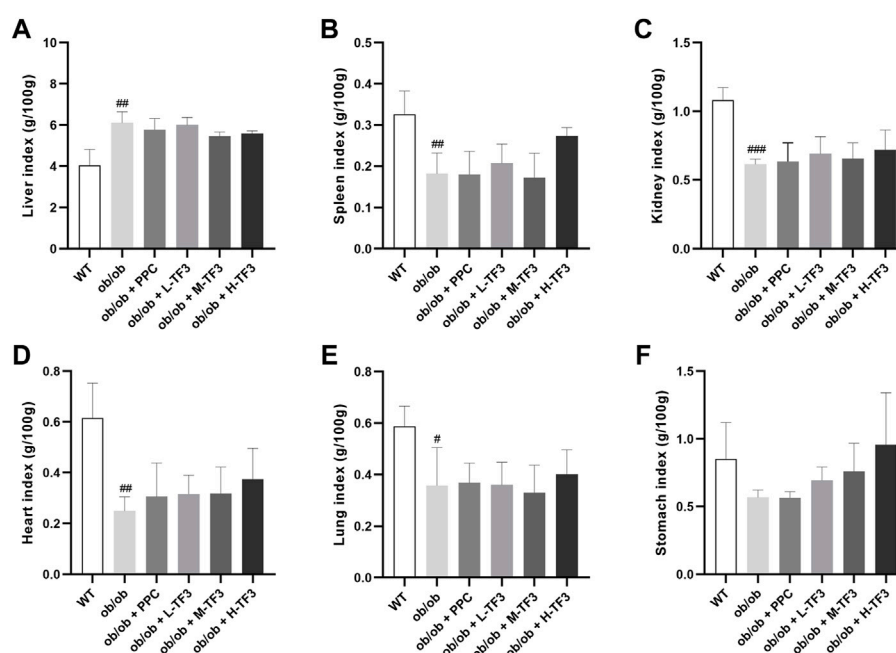 A
Liver index (g/100g)
10
8
6
4
2
0
##
WT
ob/ob
ob/ob + PPC
ob/ob + L-TF3
ob/ob + M-TF3
ob/ob + H-TF3
B
Spleen index (g/100g)
0.5
0.4
0.3
0.2
0.1
0.0
##
WT
ob/ob
ob/ob + PPC
ob/ob + L-TF3
ob/ob + M-TF3
ob/ob + H-TF3
C
Kidney index (g/100g)
1.5
1.0
0.5
0.0
###
WT
ob/ob
ob/ob + PPC
ob/ob + L-TF3
ob/ob + M-TF3
ob/ob + H-TF3
D
Heart index (g/100g)
0.8
0.6
0.4
0.2
0.0
##
WT
ob/ob
ob/ob + PPC
ob/ob + L-TF3
ob/ob + M-TF3
ob/ob + H-TF3
E
Lung index (g/100g)
0.8
0.6
0.4
0.2
0.0
#
WT
ob/ob
ob/ob + PPC
ob/ob + L-TF3
ob/ob + M-TF3
ob/ob + H-TF3
F
Stomach index (g/100g)
1.5
1.0
0.5
0.0
WT
ob/ob
ob/ob + PPC
ob/ob + L-TF3
ob/ob + M-TF3
ob/ob + H-TF3